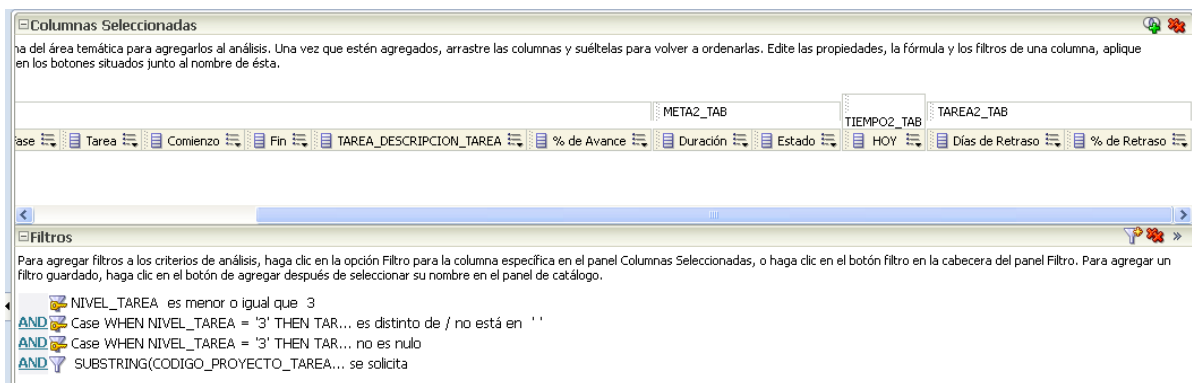 Columnas Seleccionadas
na del área temática para agregarlos al análisis. Una vez que estén agregados, arrastre las columnas y suéltelas para volver a ordenarlas. Edite las propiedades, la fórmula y los filtros de una columna, aplique
en los botones situados junto al nombre de ésta.
META2_TAB
TIEMPO2_TAB
TAREA2_TAB
ase Tarea Comienzo Fin TAREA_DESCRIPCION_TAREA % de Avance Duración Estado HOY Días de Retraso % de Retraso
Filtros
Para agregar filtros a los criterios de análisis, haga clic en la opción Filtro para la columna específica en el panel Columnas Seleccionadas, o haga clic en el botón filtro en la cabecera del panel Filtro. Para agregar un
filtro guardado, haga clic en el botón de agregar después de seleccionar su nombre en el panel de catálogo.
NIVEL_TAREA es menor o igual que 3
AND Case WHEN NIVEL_TAREA = '3' THEN TAR... es distinto de / no está en ' '
AND Case WHEN NIVEL_TAREA = '3' THEN TAR... no es nulo
AND SUBSTRING(CODIGO_PROYECTO_TAREA... se solicita